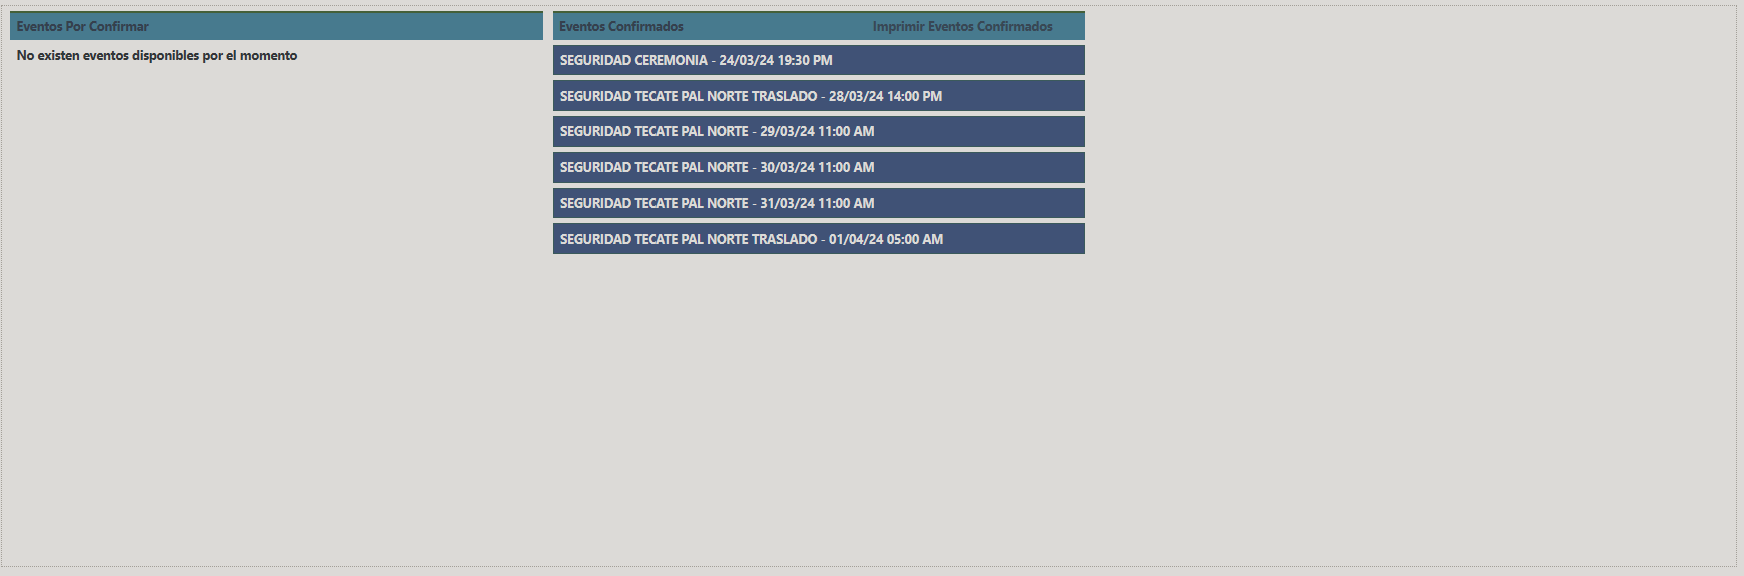 Eventos Por Confirmar
No existen eventos disponibles por el momento
Eventos Confirmados
Imprimir Eventos Confirmados
SEGURIDAD CEREMONIA - 24/03/24 19:30 PM
SEGURIDAD TECATE PAL NORTE TRASLADO - 28/03/24 14:00 PM
SEGURIDAD TECATE PAL NORTE - 29/03/24 11:00 AM
SEGURIDAD TECATE PAL NORTE - 30/03/24 11:00 AM
SEGURIDAD TECATE PAL NORTE - 31/03/24 11:00 AM
SEGURIDAD TECATE PAL NORTE TRASLADO - 01/04/24 05:00 AM